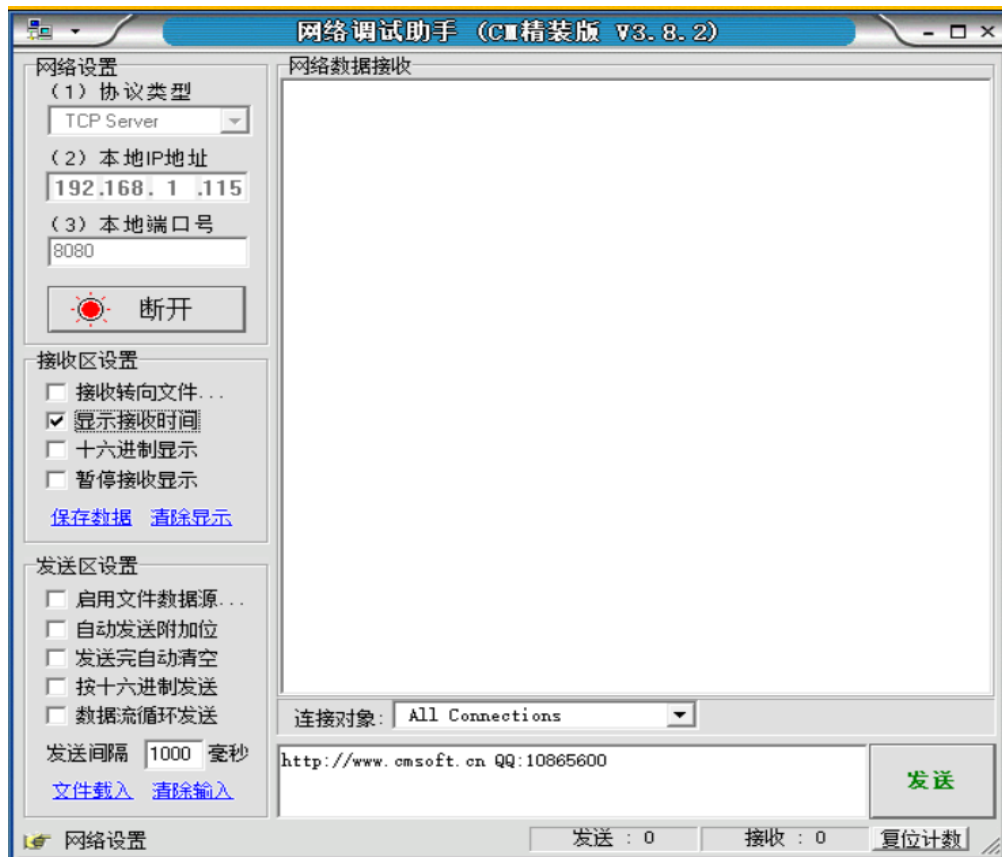 网络调试助手 (CM精装版 V3.8.2)
网络设置
(1) 协议类型
TCP Server
(2) 本地IP地址
192.168. 1 .115
(3) 本地端口号
8080
断开
接收区设置
接收转向文件...
显示接收时间
十六进制显示
暂停接收显示
保存数据 清除显示
发送区设置
启用文件数据源...
自动发送附加位
发送完自动清空
按十六进制发送
数据流循环发送
发送间隔 1000 毫秒
文件载入 清除输入
网络数据接收
连接对象: All Connections
http://www.cmsoft.cn QQ:10865600
发送
网络设置
发送 : 0
接收 : 0
复位计数